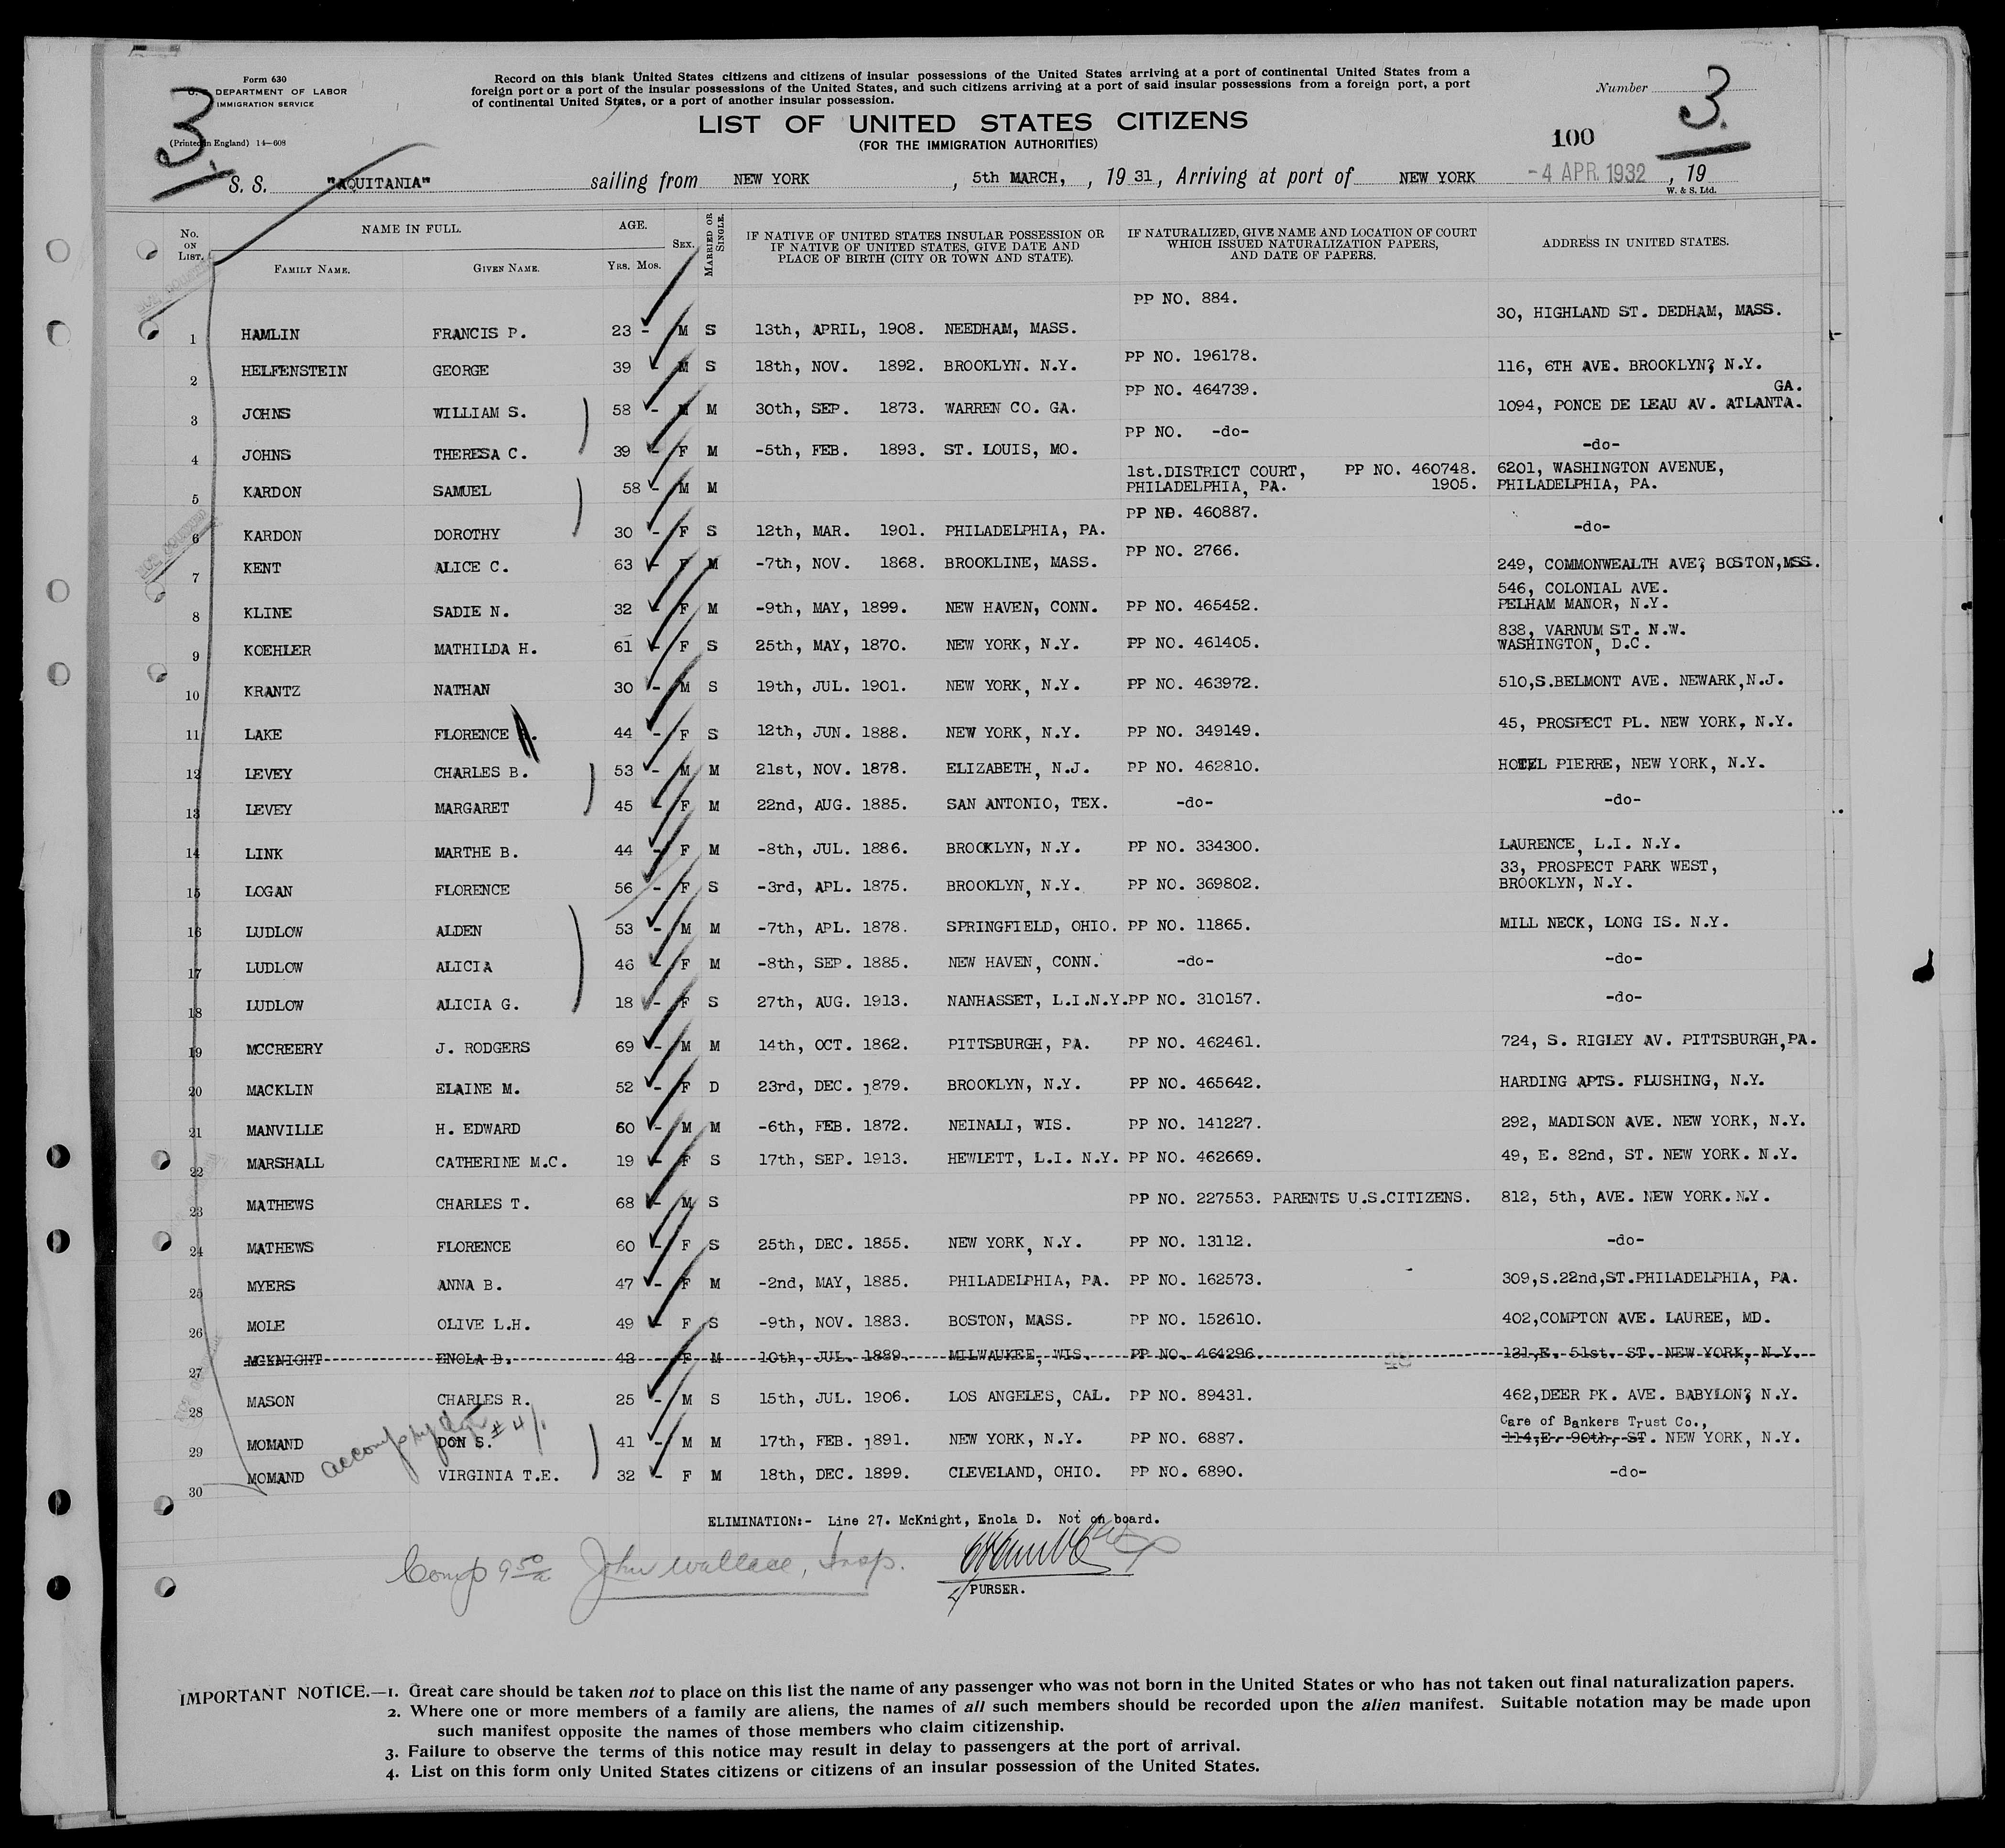 Form 630
U. S. DEPARTMENT OF LABOR
IMMIGRATION SERVICE
(Printed in England) 14—608
3.
Record on this blank United States citizens and citizens of insular possessions of the United States arriving at a port of continental United States from a
foreign port or a port of the insular possessions of the United States, and such citizens arriving at a port of said insular possessions from a foreign port, a port
of continental United States, or a port of another insular possession.
Number 3.
LIST OF UNITED STATES CITIZENS
(FOR THE IMMIGRATION AUTHORITIES)
100
S. S. "AQUITANIA" sailing from NEW YORK, 5th MARCH, , 19 31, Arriving at port of NEW YORK -4 APR 1932, 19
W. & S. Ltd.
No. ON LIST. NAME IN FULL. FAMILY NAME. GIVEN NAME. AGE. YRS. MOS. SEX. MARRIED OR SINGLE. IF NATIVE OF UNITED STATES INSULAR POSSESSION OR IF NATIVE OF UNITED STATES, GIVE DATE AND PLACE OF BIRTH (CITY OR TOWN AND STATE). IF NATURALIZED, GIVE NAME AND LOCATION OF COURT WHICH ISSUED NATURALIZATION PAPERS, AND DATE OF PAPERS. ADDRESS IN UNITED STATES.
1 HAMLIN FRANCIS P. 23 - M S 13th, APRIL, 1908. NEEDHAM, MASS. PP NO. 884. 30, HIGHLAND ST. DEDHAM, MASS.
2 HELFENSTEIN GEORGE 39 - M S 18th, NOV. 1892. BROOKLYN. N.Y. PP NO. 196178. 116, 6TH AVE. BROOKLYN? N.Y.
3 JOHNS WILLIAM S. 58 - M M 30th, SEP. 1873. WARREN CO. GA. PP NO. 464739. 1094, PONCE DE LEAU AV. ATLANTA. GA.
4 JOHNS THERESA C. 39 - F M -5th, FEB. 1893. ST. LOUIS, MO. PP NO. -do- -do-
5 KARDON SAMUEL 58 - M M 1st.DISTRICT COURT, PP NO. 460748. PHILADELPHIA, PA. 1905. 6201, WASHINGTON AVENUE, PHILADELPHIA, PA.
6 KARDON DOROTHY 30 - F S 12th, MAR. 1901. PHILADELPHIA, PA. PP NO. 460887. -do-
7 KENT ALICE C. 63 - F M -7th, NOV. 1868. BROOKLINE, MASS. PP NO. 2766. 249, COMMONWEALTH AVE? BOSTON,MSS.
8 KLINE SADIE N. 32 - F M -9th, MAY, 1899. NEW HAVEN, CONN. PP NO. 465452. 546, COLONIAL AVE. PELHAM MANOR, N.Y.
9 KOEHLER MATHILDA H. 61 - F S 25th, MAY, 1870. NEW YORK, N.Y. PP NO. 461405. 838, VARNUM ST. N.W. WASHINGTON, D.C.
10 KRANTZ NATHAN 30 - M S 19th, JUL. 1901. NEW YORK, N.Y. PP NO. 463972. 510,S.BELMONT AVE. NEWARK,N.J.
11 LAKE FLORENCE 44 - F S 12th, JUN. 1888. NEW YORK, N.Y. PP NO. 349149. 45, PROSPECT PL. NEW YORK, N.Y.
12 LEVEY CHARLES B. 53 - M M 21st, NOV. 1878. ELIZABETH, N.J. PP NO. 462810. HOTEL PIERRE, NEW YORK, N.Y.
13 LEVEY MARGARET 45 - F M 22nd, AUG. 1885. SAN ANTONIO, TEX. -do- -do-
14 LINK MARTHE B. 44 - F M -8th, JUL. 1886. BROOKLYN, N.Y. PP NO. 334300. LAURENCE, L.I. N.Y.
15 LOGAN FLORENCE 56 - F S -3rd, APL. 1875. BROOKLYN, N.Y. PP NO. 369802. 33, PROSPECT PARK WEST, BROOKLYN, N.Y.
16 LUDLOW ALDEN 53 - M M -7th, APL. 1878. SPRINGFIELD, OHIO. PP NO. 11865. MILL NECK, LONG IS. N.Y.
17 LUDLOW ALICIA 46 - F M -8th, SEP. 1885. NEW HAVEN, CONN. -do- -do-
18 LUDLOW ALICIA G. 18 - F S 27th, AUG. 1913. NANHASSET, L.I.N.Y. PP NO. 310157. -do-
19 MCCREERY J. RODGERS 69 - M M 14th, OCT. 1862. PITTSBURGH, PA. PP NO. 462461. 724, S. RIGLEY AV. PITTSBURGH,PA.
20 MACKLIN ELAINE M. 52 - F D 23rd, DEC. 1879. BROOKLYN, N.Y. PP NO. 465642. HARDING APTS. FLUSHING, N.Y.
21 MANVILLE H. EDWARD 60 - M M -6th, FEB. 1872. NEINALI, WIS. PP NO. 141227. 292, MADISON AVE. NEW YORK, N.Y.
22 MARSHALL CATHERINE M.C. 19 - F S 17th, SEP. 1913. HEWLETT, L.I. N.Y. PP NO. 462669. 49, E. 82nd, ST. NEW YORK. N.Y.
23 MATHEWS CHARLES T. 68 - M S PP NO. 227553. PARENTS U.S.CITIZENS. 812, 5th, AVE. NEW YORK. N.Y.
24 MATHEWS FLORENCE 60 - F S 25th, DEC. 1855. NEW YORK, N.Y. PP NO. 13112. -do-
25 MYERS ANNA B. 47 - F M -2nd, MAY, 1885. PHILADELPHIA, PA. PP NO. 162573. 309,S.22nd,ST.PHILADELPHIA, PA.
26 MOLE OLIVE L.H. 49 - F S -9th, NOV. 1883. BOSTON, MASS. PP NO. 152610. 402,COMPTON AVE. LAUREE, MD.
27 MCKNIGHT ENOLA D. 43 - F M 10th, JUL. 1889. MILWAUKEE, WIS. PP NO. 464296. 131,E. 51st. ST. NEW YORK, N.Y.
28 MASON CHARLES R. 25 - M S 15th, JUL. 1906. LOS ANGELES, CAL. PP NO. 89431. 462,DEER PK. AVE. BABYLON? N.Y.
29 MOMAND DON S. 41 - M M 17th, FEB. 1891. NEW YORK, N.Y. PP NO. 6887. Care of Bankers Trust Co., 114,E. 90th, ST. NEW YORK, N.Y.
30 MOMAND VIRGINIA T.E. 32 - F M 18th, DEC. 1899. CLEVELAND, OHIO. PP NO. 6890. -do-
ELIMINATION:- Line 27. McKnight, Enola D. Not on board.
Comp 9 50 a John Wallace, Insp.
PURSER.
IMPORTANT NOTICE.—1. Great care should be taken not to place on this list the name of any passenger who was not born in the United States or who has not taken out final naturalization papers.
2. Where one or more members of a family are aliens, the names of all such members should be recorded upon the alien manifest. Suitable notation may be made upon
such manifest opposite the names of those members who claim citizenship.
3. Failure to observe the terms of this notice may result in delay to passengers at the port of arrival.
4. List on this form only United States citizens or citizens of an insular possession of the United States.